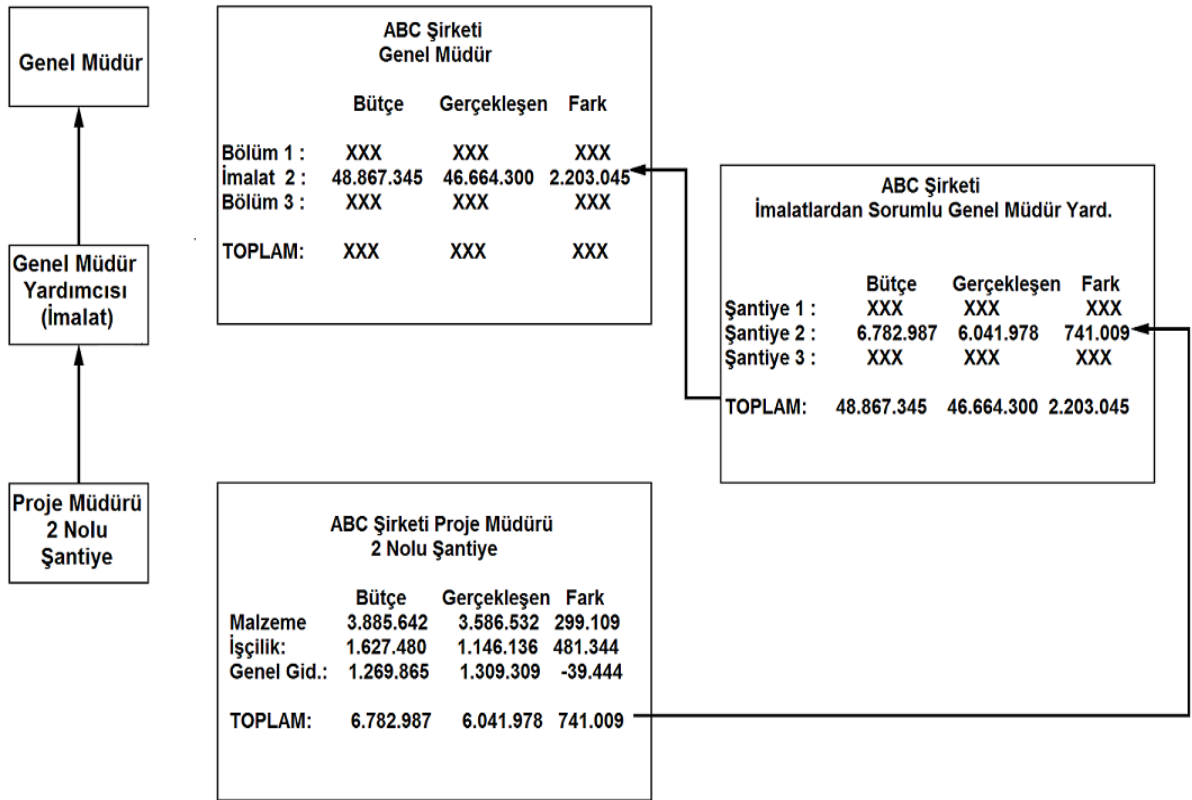 Genel Müdür
Genel Müdür
Yardımcısı
(İmalat)
Proje Müdürü
2 Nolu
Şantiye
ABC Şirketi
Genel Müdür
Bütçe Gerçekleşen Fark
Bölüm 1 : XXX XXX XXX
İmalat 2 : 48.867.345 46.664.300 2.203.045
Bölüm 3 : XXX XXX XXX
TOPLAM: XXX XXX XXX
ABC Şirketi
İmalatlardan Sorumlu Genel Müdür Yard.
Bütçe Gerçekleşen Fark
Şantiye 1 : XXX XXX XXX
Şantiye 2 : 6.782.987 6.041.978 741.009
Şantiye 3 : XXX XXX XXX
TOPLAM: 48.867.345 46.664.300 2.203.045
ABC Şirketi Proje Müdürü
2 Nolu Şantiye
Bütçe Gerçekleşen Fark
Malzeme 3.885.642 3.586.532 299.109
İşçilik: 1.627.480 1.146.136 481.344
Genel Gid.: 1.269.865 1.309.309 -39.444
TOPLAM: 6.782.987 6.041.978 741.009